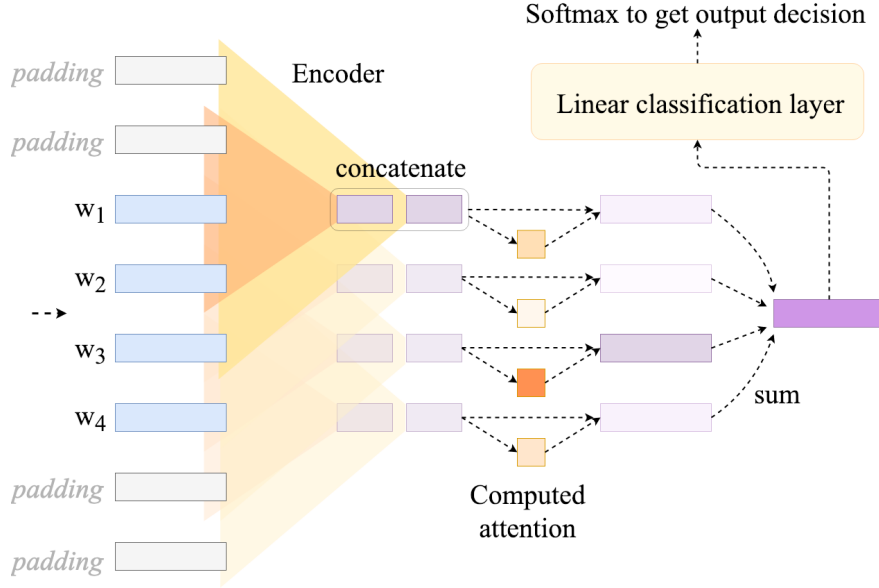 Softmax to get output decision
padding
Encoder
Linear classification layer
padding
concatenate
w1
w2
w3
w4
sum
padding
Computed
attention
padding